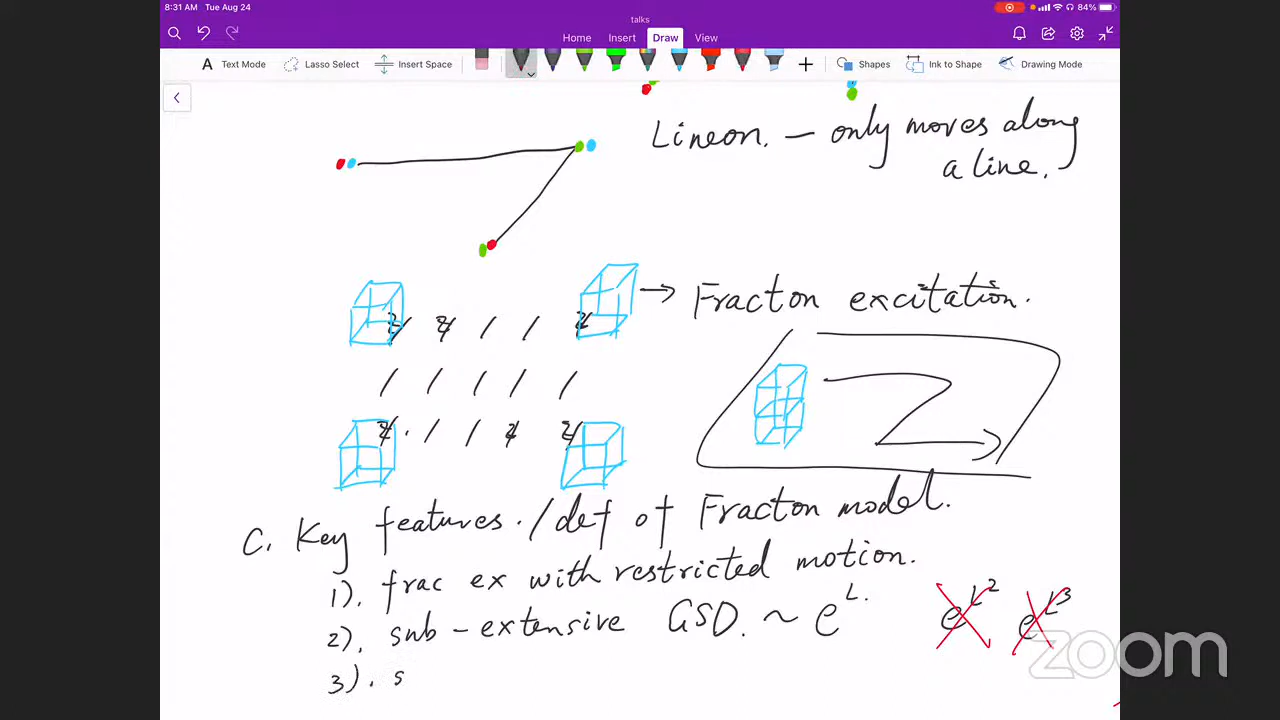 8:31 AM Tue Aug 24
84%
talks
Home Insert Draw View
Text Mode Lasso Select Insert Space Shapes Ink to Shape Drawing Mode
Lineon. — only moves along
a line.
→ Fracton excitation.
C. Key features. / def of Fracton model.
1). frac ex with restricted motion.
2). sub-extensive GSD. ~ e^L. e^L^2 e^L^3
3). s
zoom